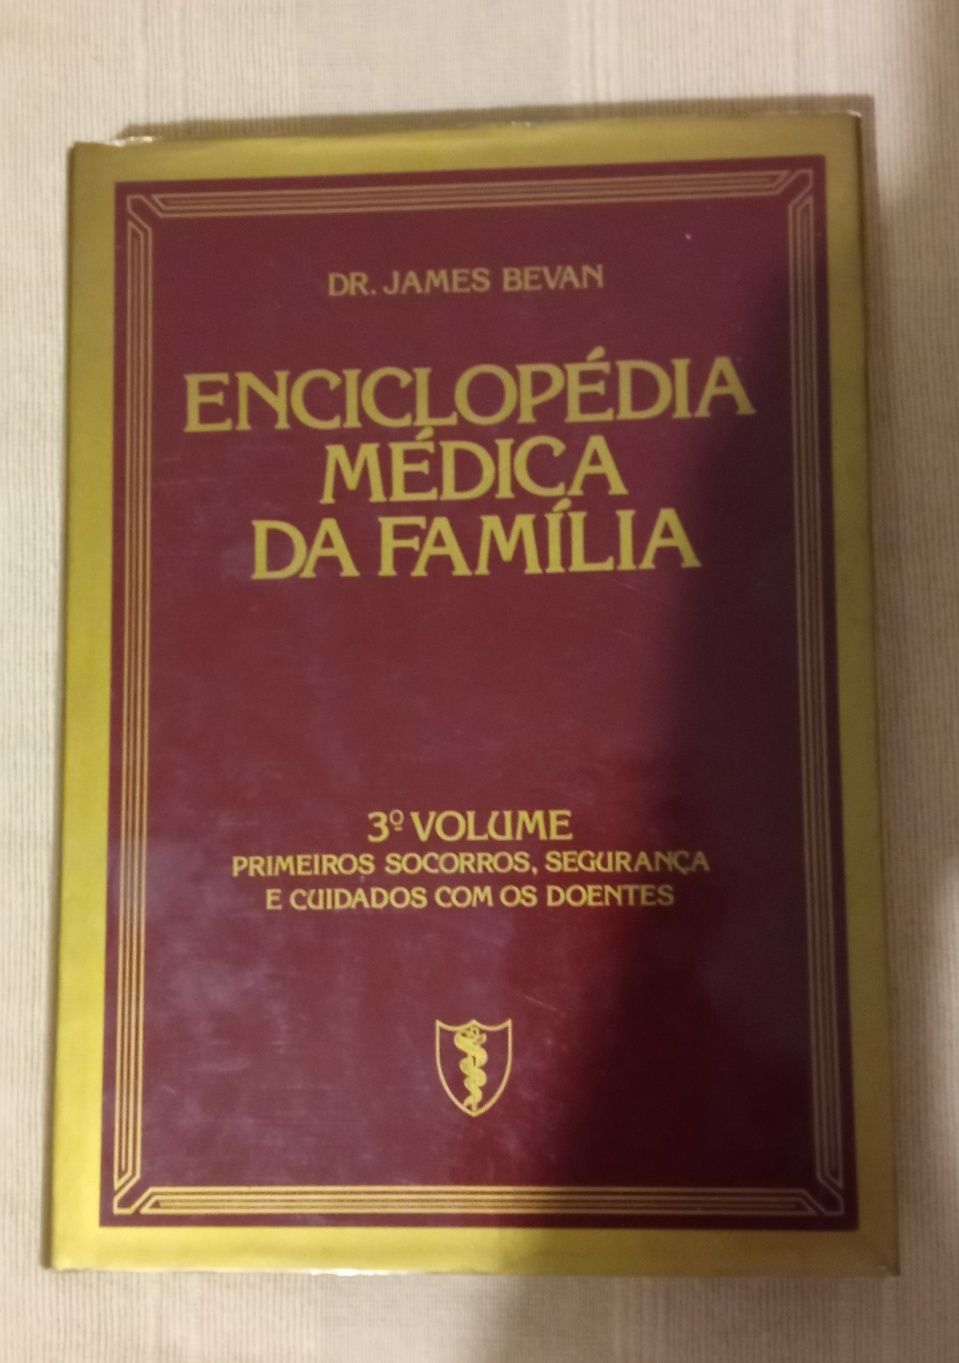 DR. JAMES BEVAN
ENCICLOPÉDIA
MÉDICA
DA FAMÍLIA
3º VOLUME
PRIMEIROS SOCORROS, SEGURANÇA
E CUIDADOS COM OS DOENTES